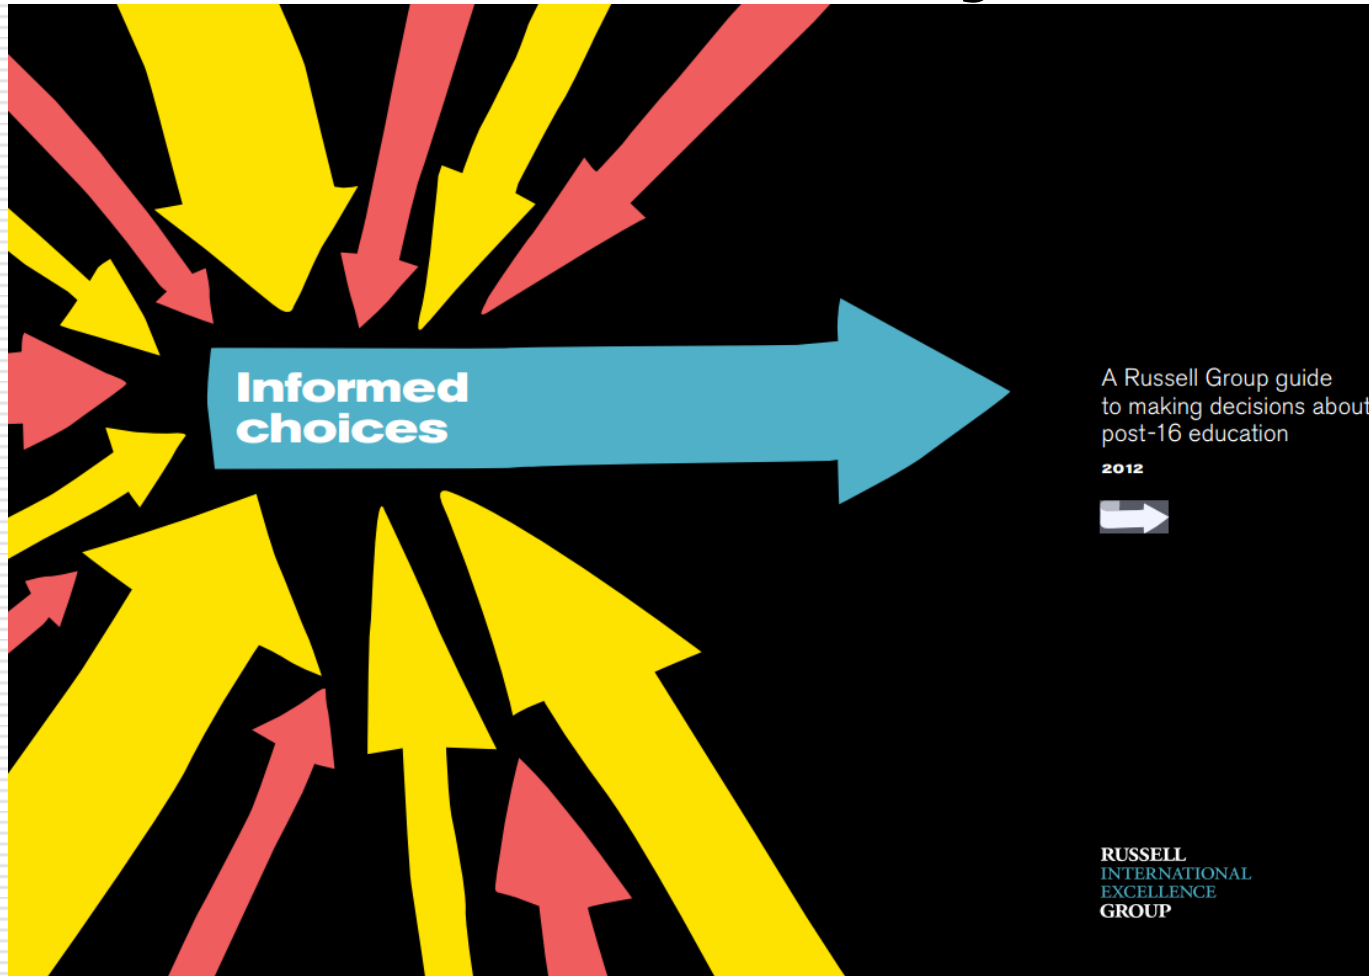 Informed
choices
A Russell Group guide
to making decisions about
post-16 education
2012
RUSSELL
INTERNATIONAL
EXCELLENCE
GROUP